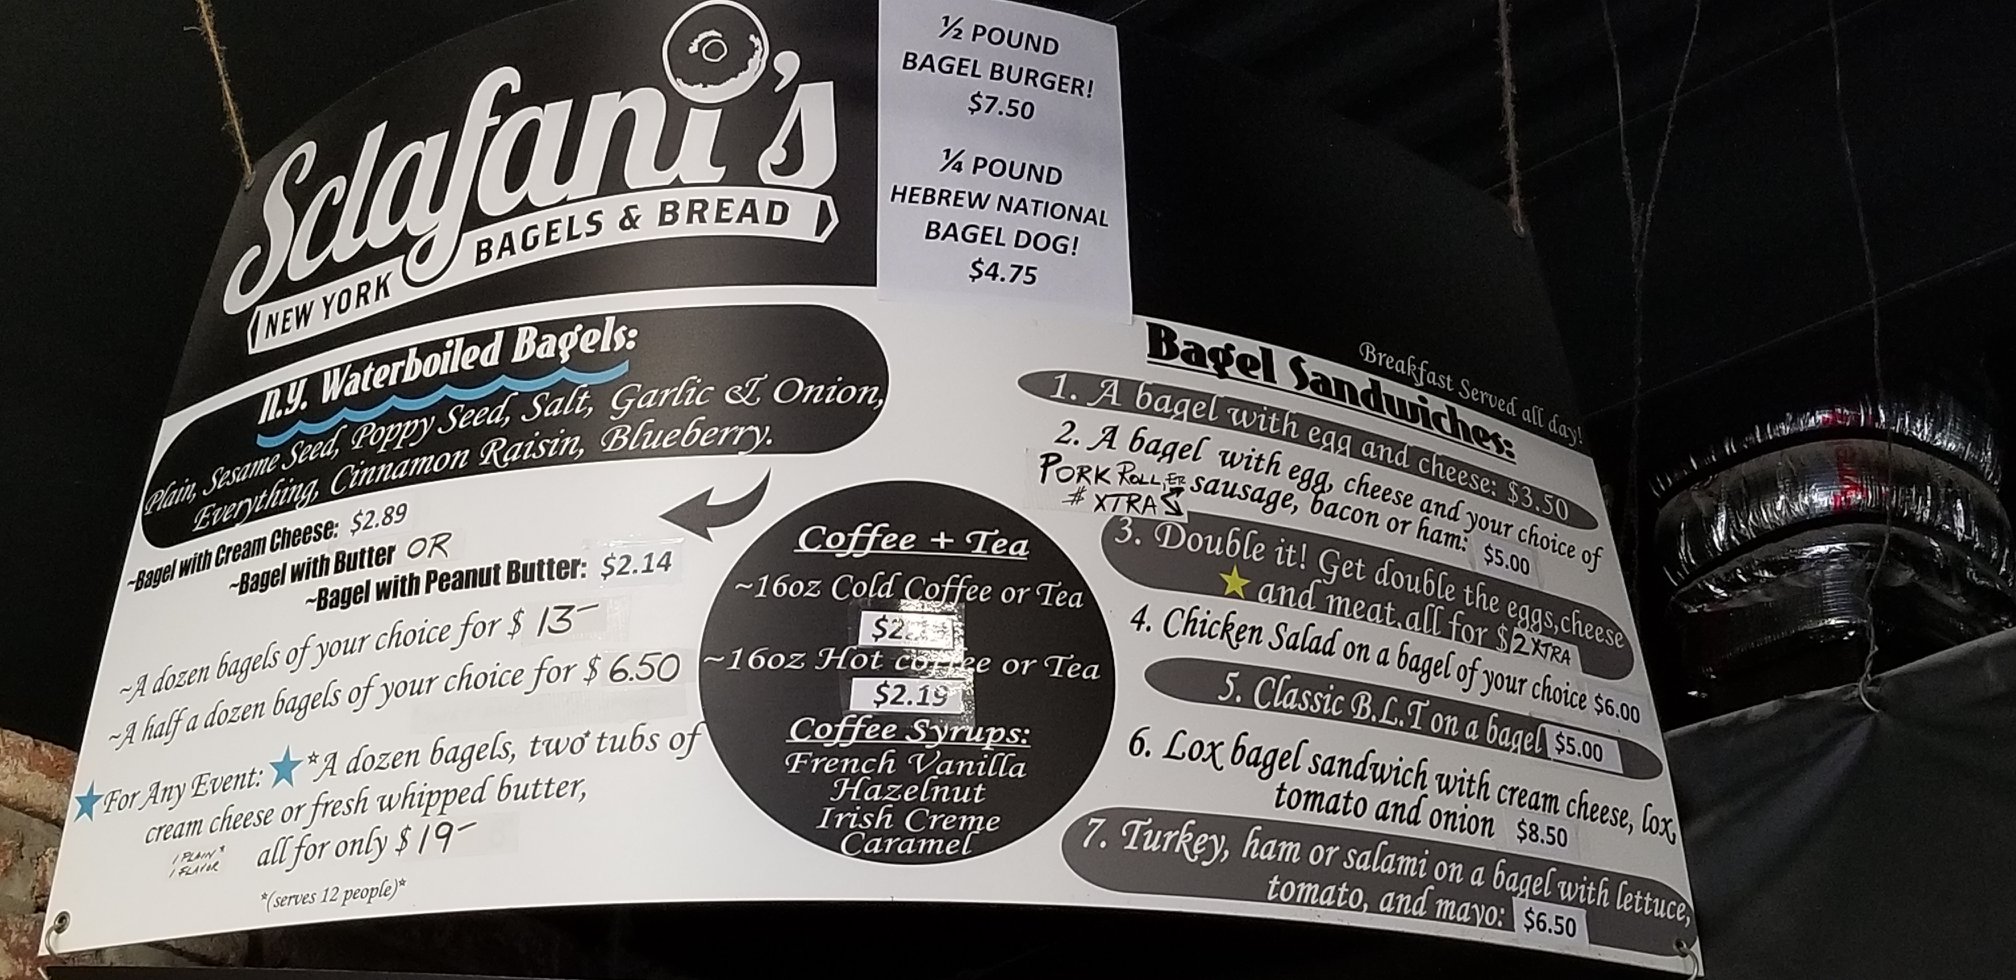 Sclafani's
NEW YORK BAGELS & BREAD
½ POUND
BAGEL BURGER!
$7.50
¼ POUND
HEBREW NATIONAL
BAGEL DOG!
$4.75
N.Y. Waterboiled Bagels:
Plain, Sesame Seed, Poppy Seed, Salt, Garlic & Onion,
Everything, Cinnamon Raisin, Blueberry.
~Bagel with Cream Cheese: $2.89
~Bagel with Butter OR
~Bagel with Peanut Butter: $2.14
~A dozen bagels of your choice for $ 13-
~A half a dozen bagels of your choice for $ 6.50
For Any Event: *A dozen bagels, two* tubs of
cream cheese or fresh whipped butter,
all for only $ 19-
1 PLAIN*
1 FLAVOR
*(serves 12 people)*
Coffee + Tea
~16oz Cold Coffee or Tea
~16oz Hot coffee or Tea
$2.19
Coffee Syrups:
French Vanilla
Hazelnut
Irish Creme
Caramel
Breakfast Served all day!
Bagel Sandwiches:
1. A bagel with egg and cheese: $3.50
2. A bagel with egg, cheese and your choice of
PORK ROLL, sausage, bacon or ham: $5.00
# XTRA $
3. Double it! Get double the eggs,cheese
and meat,all for $2 XTRA
4. Chicken Salad on a bagel of your choice $6.00
5. Classic B.L.T on a bagel $5.00
6. Lox bagel sandwich with cream cheese, lox,
tomato and onion $8.50
7. Turkey, ham or salami on a bagel with lettuce,
tomato, and mayo: $6.50